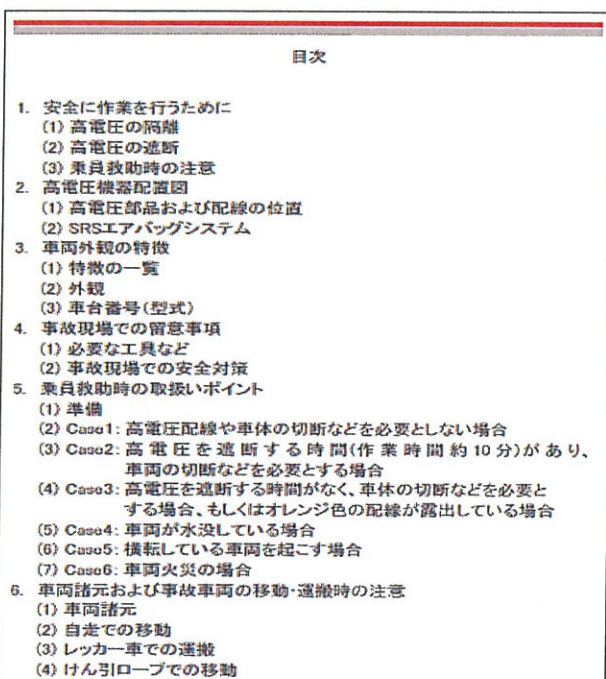 目次
1. 安全に作業を行うために
(1) 高電圧の隔離
(2) 高電圧の遮断
(3) 乗員救助時の注意
2. 高電圧機器配置図
(1) 高電圧部品および配線の位置
(2) SRSエアバッグシステム
3. 車両外観の特徴
(1) 特徴の一覧
(2) 外観
(3) 車台番号(型式)
4. 事故現場での留意事項
(1) 必要な工具など
(2) 事故現場での安全対策
5. 乗員救助時の取扱いポイント
(1) 準備
(2) Case1: 高電圧配線や車体の切断などを必要としない場合
(3) Case2: 高電圧を遮断する時間(作業時間約10分)があり、
車両の切断などを必要とする場合
(4) Case3: 高電圧を遮断する時間がなく、車体の切断などを必要と
する場合、もしくはオレンジ色の配線が露出している場合
(5) Case4: 車両が水没している場合
(6) Case5: 横転している車両を起こす場合
(7) Case6: 車両火災の場合
6. 車両諸元および事故車両の移動・運搬時の注意
(1) 車両諸元
(2) 自走での移動
(3) レッカー車での運搬
(4) けん引ロープでの移動